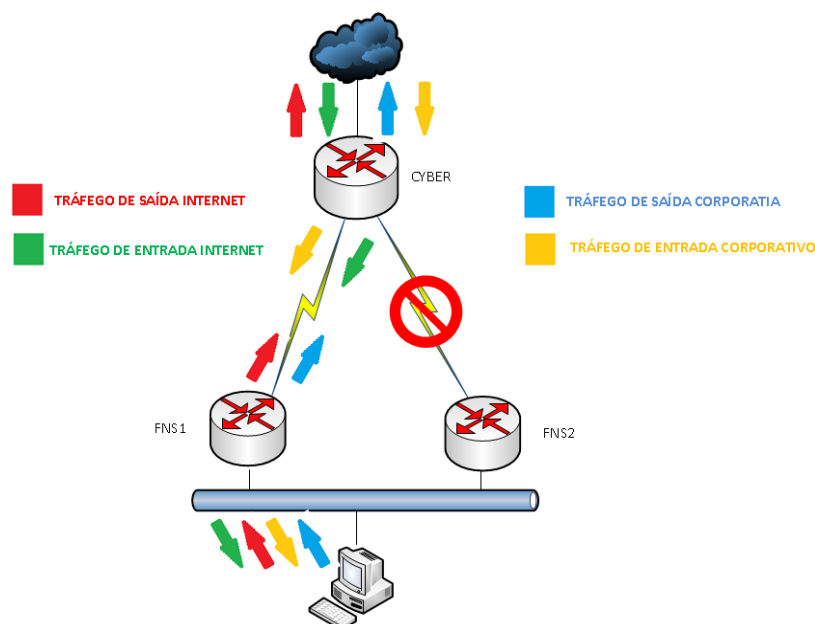 CYBER
TRÁFEGO DE SAÍDA INTERNET
TRÁFEGO DE SAÍDA CORPORATIA
TRÁFEGO DE ENTRADA INTERNET
TRÁFEGO DE ENTRADA CORPORATIVO
FNS1
FNS2